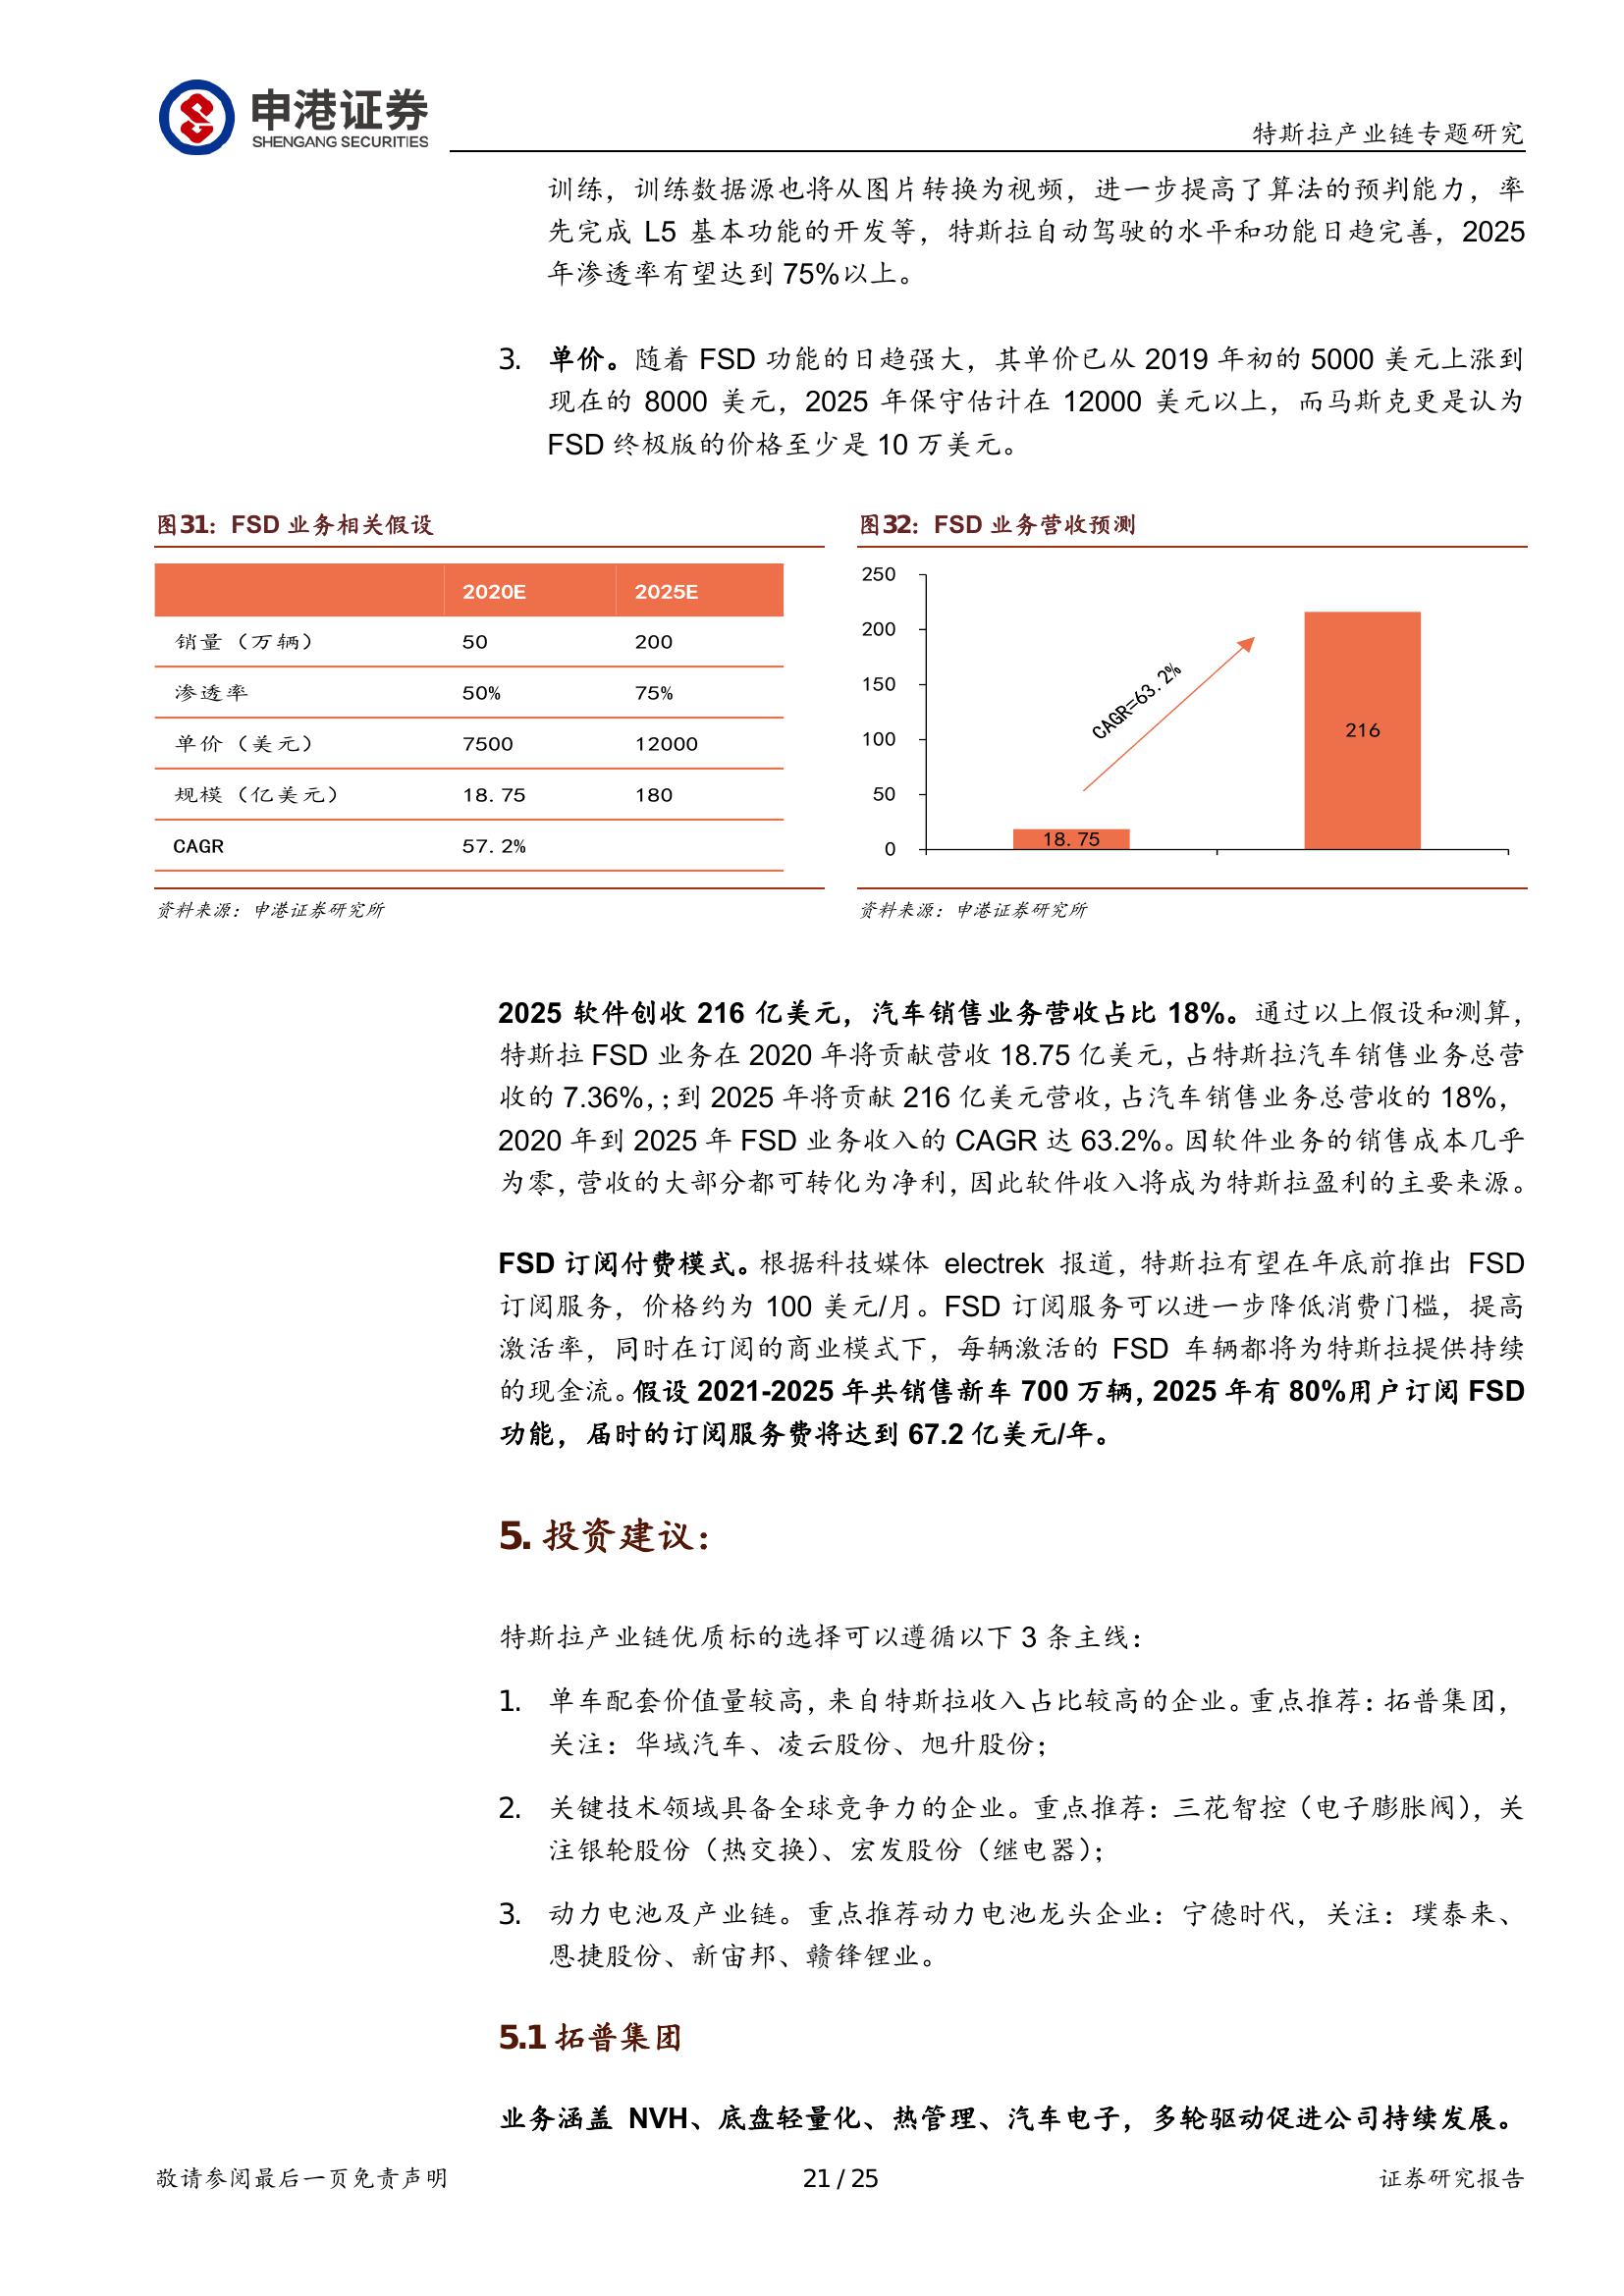 申港证券
SHENGANG SECURITIES
特斯拉产业链专题研究
训练，训练数据源也将从图片转换为视频，进一步提高了算法的预判能力，率
先完成 L5 基本功能的开发等，特斯拉自动驾驶的水平和功能日趋完善，2025
年渗透率有望达到 75%以上。
3. 单价。随着 FSD 功能的日趋强大，其单价已从 2019 年初的 5000 美元上涨到
现在的 8000 美元，2025 年保守估计在 12000 美元以上，而马斯克更是认为
FSD 终极版的价格至少是 10 万美元。
图31：FSD 业务相关假设
2020E 2025E
销量（万辆） 50 200
渗透率 50% 75%
单价（美元） 7500 12000
规模（亿美元） 18.75 180
CAGR 57.2%
资料来源：申港证券研究所
图32：FSD 业务营收预测
250
200
150
100
50
0
CAGR=63.2%
18.75
216
资料来源：申港证券研究所
2025 软件创收 216 亿美元，汽车销售业务营收占比 18%。通过以上假设和测算，
特斯拉 FSD 业务在 2020 年将贡献营收 18.75 亿美元，占特斯拉汽车销售业务总营
收的 7.36%，；到 2025 年将贡献 216 亿美元营收，占汽车销售业务总营收的 18%，
2020 年到 2025 年 FSD 业务收入的 CAGR 达 63.2%。因软件业务的销售成本几乎
为零，营收的大部分都可转化为净利，因此软件收入将成为特斯拉盈利的主要来源。
FSD 订阅付费模式。根据科技媒体 electrek 报道，特斯拉有望在年底前推出 FSD
订阅服务，价格约为 100 美元/月。FSD 订阅服务可以进一步降低消费门槛，提高
激活率，同时在订阅的商业模式下，每辆激活的 FSD 车辆都将为特斯拉提供持续
的现金流。假设 2021-2025 年共销售新车 700 万辆，2025 年有 80%用户订阅 FSD
功能，届时的订阅服务费将达到 67.2 亿美元/年。
5. 投资建议：
特斯拉产业链优质标的选择可以遵循以下 3 条主线：
1. 单车配套价值量较高，来自特斯拉收入占比较高的企业。重点推荐：拓普集团，
关注：华域汽车、凌云股份、旭升股份；
2. 关键技术领域具备全球竞争力的企业。重点推荐：三花智控（电子膨胀阀），关
注银轮股份（热交换）、宏发股份（继电器）；
3. 动力电池及产业链。重点推荐动力电池龙头企业：宁德时代，关注：璞泰来、
恩捷股份、新宙邦、赣锋锂业。
5.1 拓普集团
业务涵盖 NVH、底盘轻量化、热管理、汽车电子，多轮驱动促进公司持续发展。
敬请参阅最后一页免责声明
21 / 25
证券研究报告